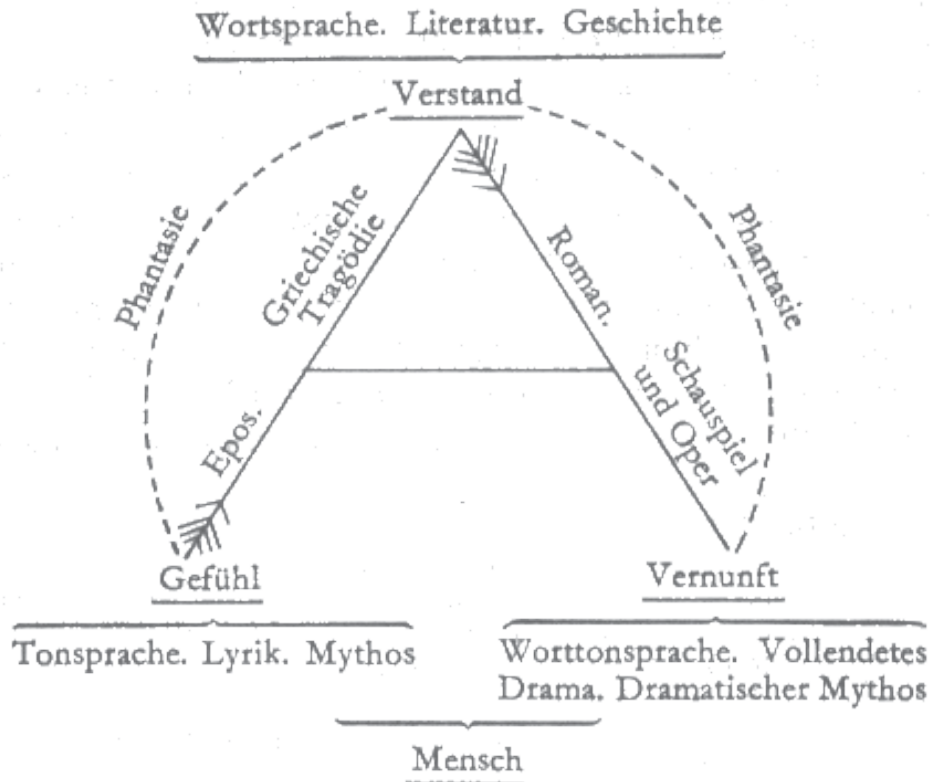 Wortsprache. Literatur. Geschichte
Verstand
Phantasie
Griechische
Tragödie
Epos.
Roman.
Schauspiel
und Oper
Phantasie
Gefühl
Vernunft
Tonsprache. Lyrik. Mythos
Worttonsprache. Vollendetes
Drama. Dramatischer Mythos
Mensch